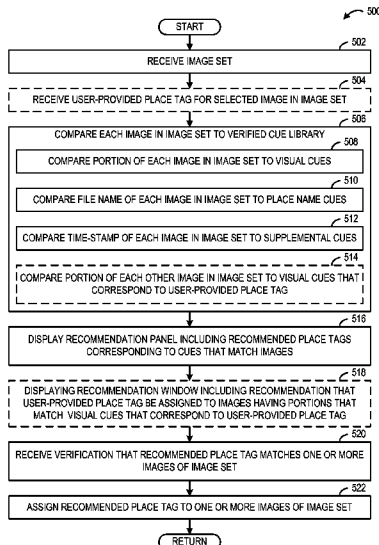 500
START
502
RECEIVE IMAGE SET
504
RECEIVE USER-PROVIDED PLACE TAG FOR SELECTED IMAGE IN IMAGE SET
506
COMPARE EACH IMAGE IN IMAGE SET TO VERIFIED CUE LIBRARY
508
COMPARE PORTION OF EACH IMAGE IN IMAGE SET TO VISUAL CUES
510
COMPARE FILE NAME OF EACH IMAGE IN IMAGE SET TO PLACE NAME CUES
512
COMPARE TIME-STAMP OF EACH IMAGE IN IMAGE SET TO SUPPLEMENTAL CUES
514
COMPARE PORTION OF EACH OTHER IMAGE IN IMAGE SET TO VISUAL CUES THAT
CORRESPOND TO USER-PROVIDED PLACE TAG
516
DISPLAY RECOMMENDATION PANEL INCLUDING RECOMMENDED PLACE TAGS
CORRESPONDING TO CUES THAT MATCH IMAGES
518
DISPLAYING RECOMMENDATION WINDOW INCLUDING RECOMMENDATION THAT
USER-PROVIDED PLACE TAG BE ASSIGNED TO IMAGES HAVING PORTIONS THAT
MATCH VISUAL CUES THAT CORRESPOND TO USER-PROVIDED PLACE TAG
520
RECEIVE VERIFICATION THAT RECOMMENDED PLACE TAG MATCHES ONE OR MORE
IMAGES OF IMAGE SET
522
ASSIGN RECOMMENDED PLACE TAG TO ONE OR MORE IMAGES OF IMAGE SET
RETURN